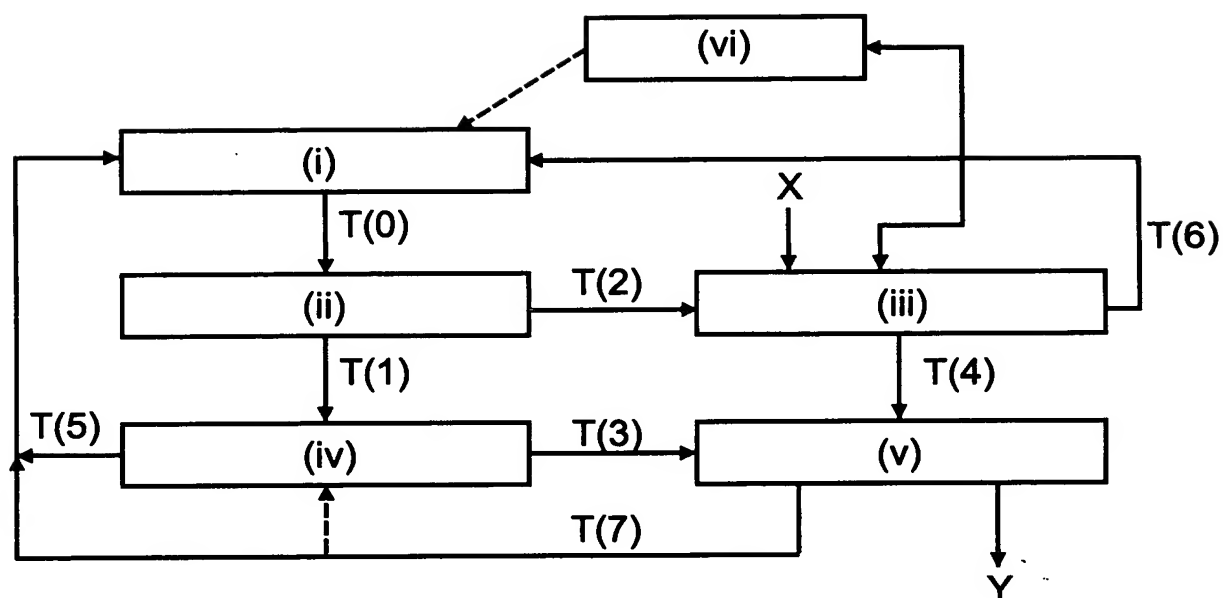 (vi)
(i)
X
T(0)
T(6)
(ii)
T(2)
(iii)
T(1)
T(4)
T(5)
(iv)
T(3)
(v)
T(7)
Y